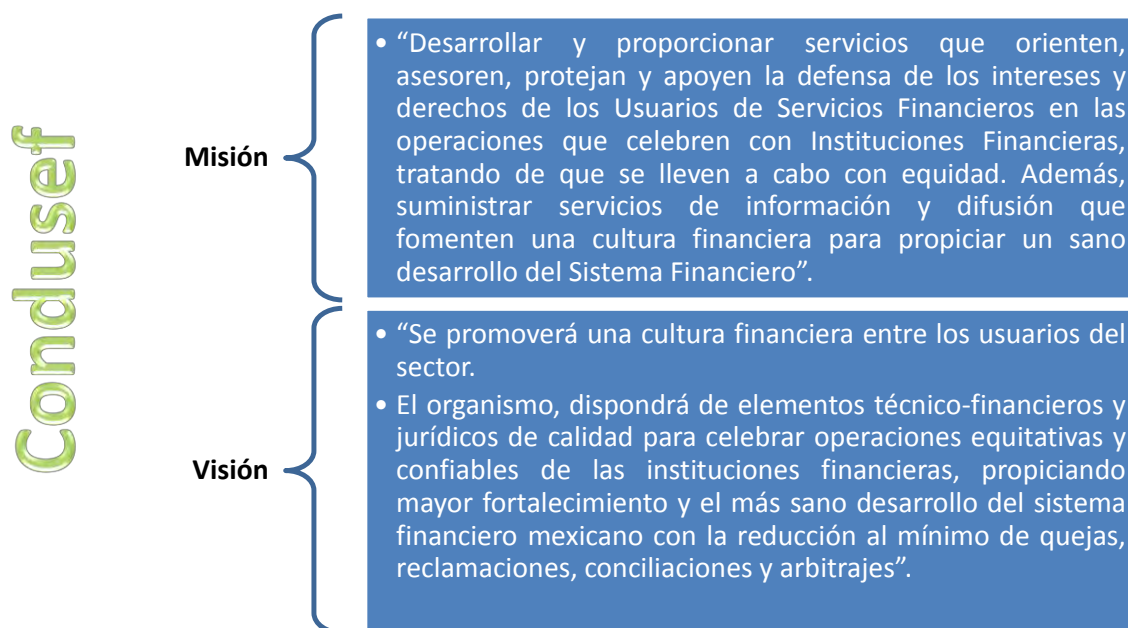 Condusef
Misión
• “Desarrollar y proporcionar servicios que orienten,
asesoren, protejan y apoyen la defensa de los intereses y
derechos de los Usuarios de Servicios Financieros en las
operaciones que celebren con Instituciones Financieras,
tratando de que se lleven a cabo con equidad. Además,
suministrar servicios de información y difusión que
fomenten una cultura financiera para propiciar un sano
desarrollo del Sistema Financiero”.
Visión
• “Se promoverá una cultura financiera entre los usuarios del
sector.
• El organismo, dispondrá de elementos técnico-financieros y
jurídicos de calidad para celebrar operaciones equitativas y
confiables de las instituciones financieras, propiciando
mayor fortalecimiento y el más sano desarrollo del sistema
financiero mexicano con la reducción al mínimo de quejas,
reclamaciones, conciliaciones y arbitrajes”.